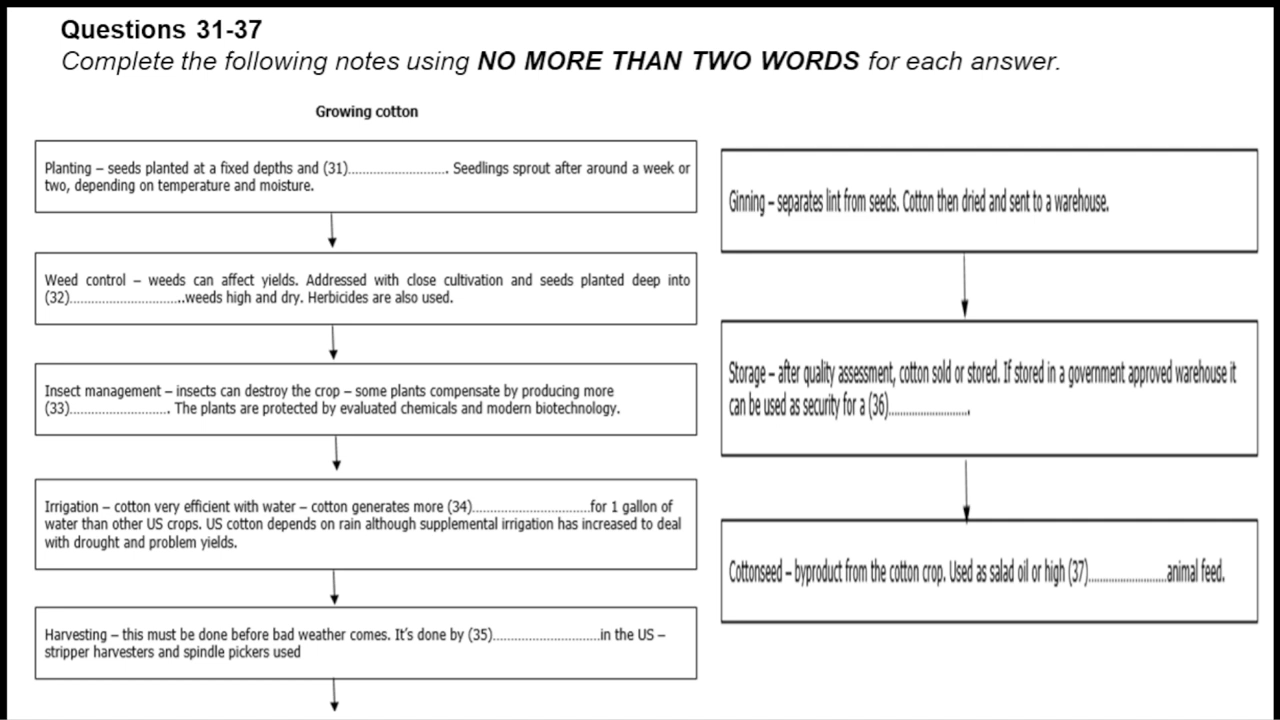 Questions 31-37
Complete the following notes using NO MORE THAN TWO WORDS for each answer.
Growing cotton
Planting – seeds planted at a fixed depths and (31)............................. Seedlings sprout after around a week or
two, depending on temperature and moisture.
Weed control – weeds can affect yields. Addressed with close cultivation and seeds planted deep into
(32).................................weeds high and dry. Herbicides are also used.
Insect management – insects can destroy the crop – some plants compensate by producing more
(33)............................. The plants are protected by evaluated chemicals and modern biotechnology.
Irrigation – cotton very efficient with water – cotton generates more (34)..................................for 1 gallon of
water than other US crops. US cotton depends on rain although supplemental irrigation has increased to deal
with drought and problem yields.
Harvesting – this must be done before bad weather comes. It's done by (35)...............................in the US –
stripper harvesters and spindle pickers used
Ginning – separates lint from seeds. Cotton then dried and sent to a warehouse.
Storage – after quality assessment, cotton sold or stored. If stored in a government approved warehouse it
can be used as security for a (36)..........................
Cottonseed – byproduct from the cotton crop. Used as salad oil or high (37).........................animal feed.